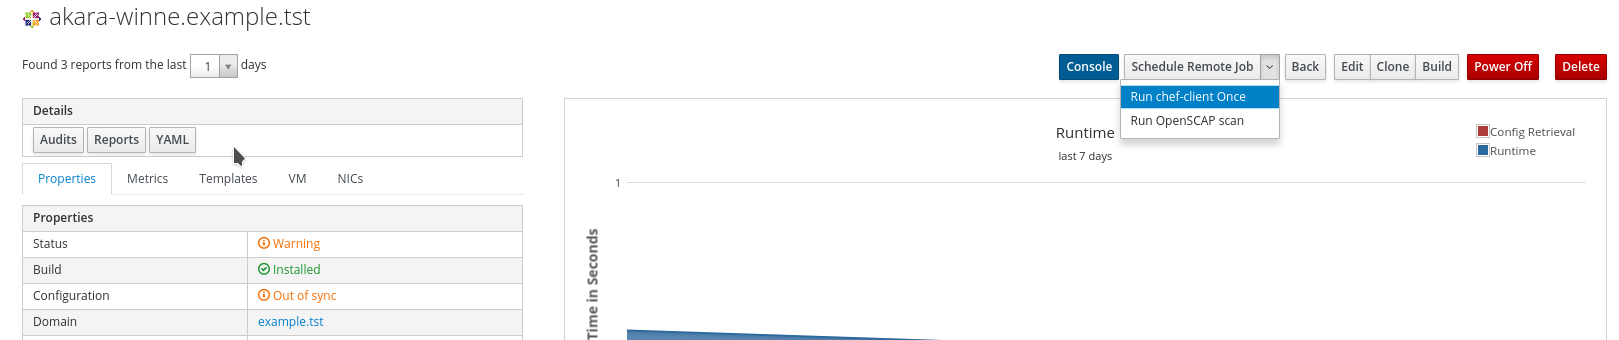 akara-winne.example.tst
Found 3 reports from the last 1 days
Console Schedule Remote Job Back Edit Clone Build Power Off Delete
Run chef-client Once
Run OpenSCAP scan
Details
Audits Reports YAML
Properties Metrics Templates VM NICs
Properties
Status Warning
Build Installed
Configuration Out of sync
Domain example.tst
Runtime
last 7 days
Config Retrieval
Runtime
1
Time in Seconds